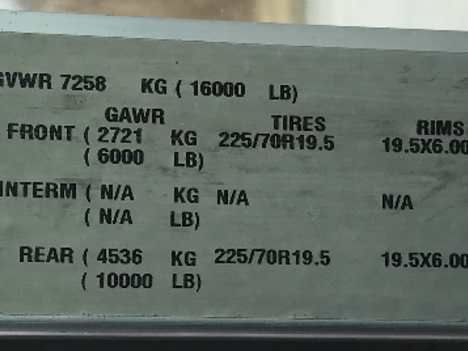 GVWR 7258 KG ( 16000 LB)
GAWR TIRES RIMS
FRONT ( 2721 KG 225/70R19.5 19.5X6.00
( 6000 LB)
INTERM ( N/A KG N/A N/A
( N/A LB)
REAR ( 4536 KG 225/70R19.5 19.5X6.00
( 10000 LB)